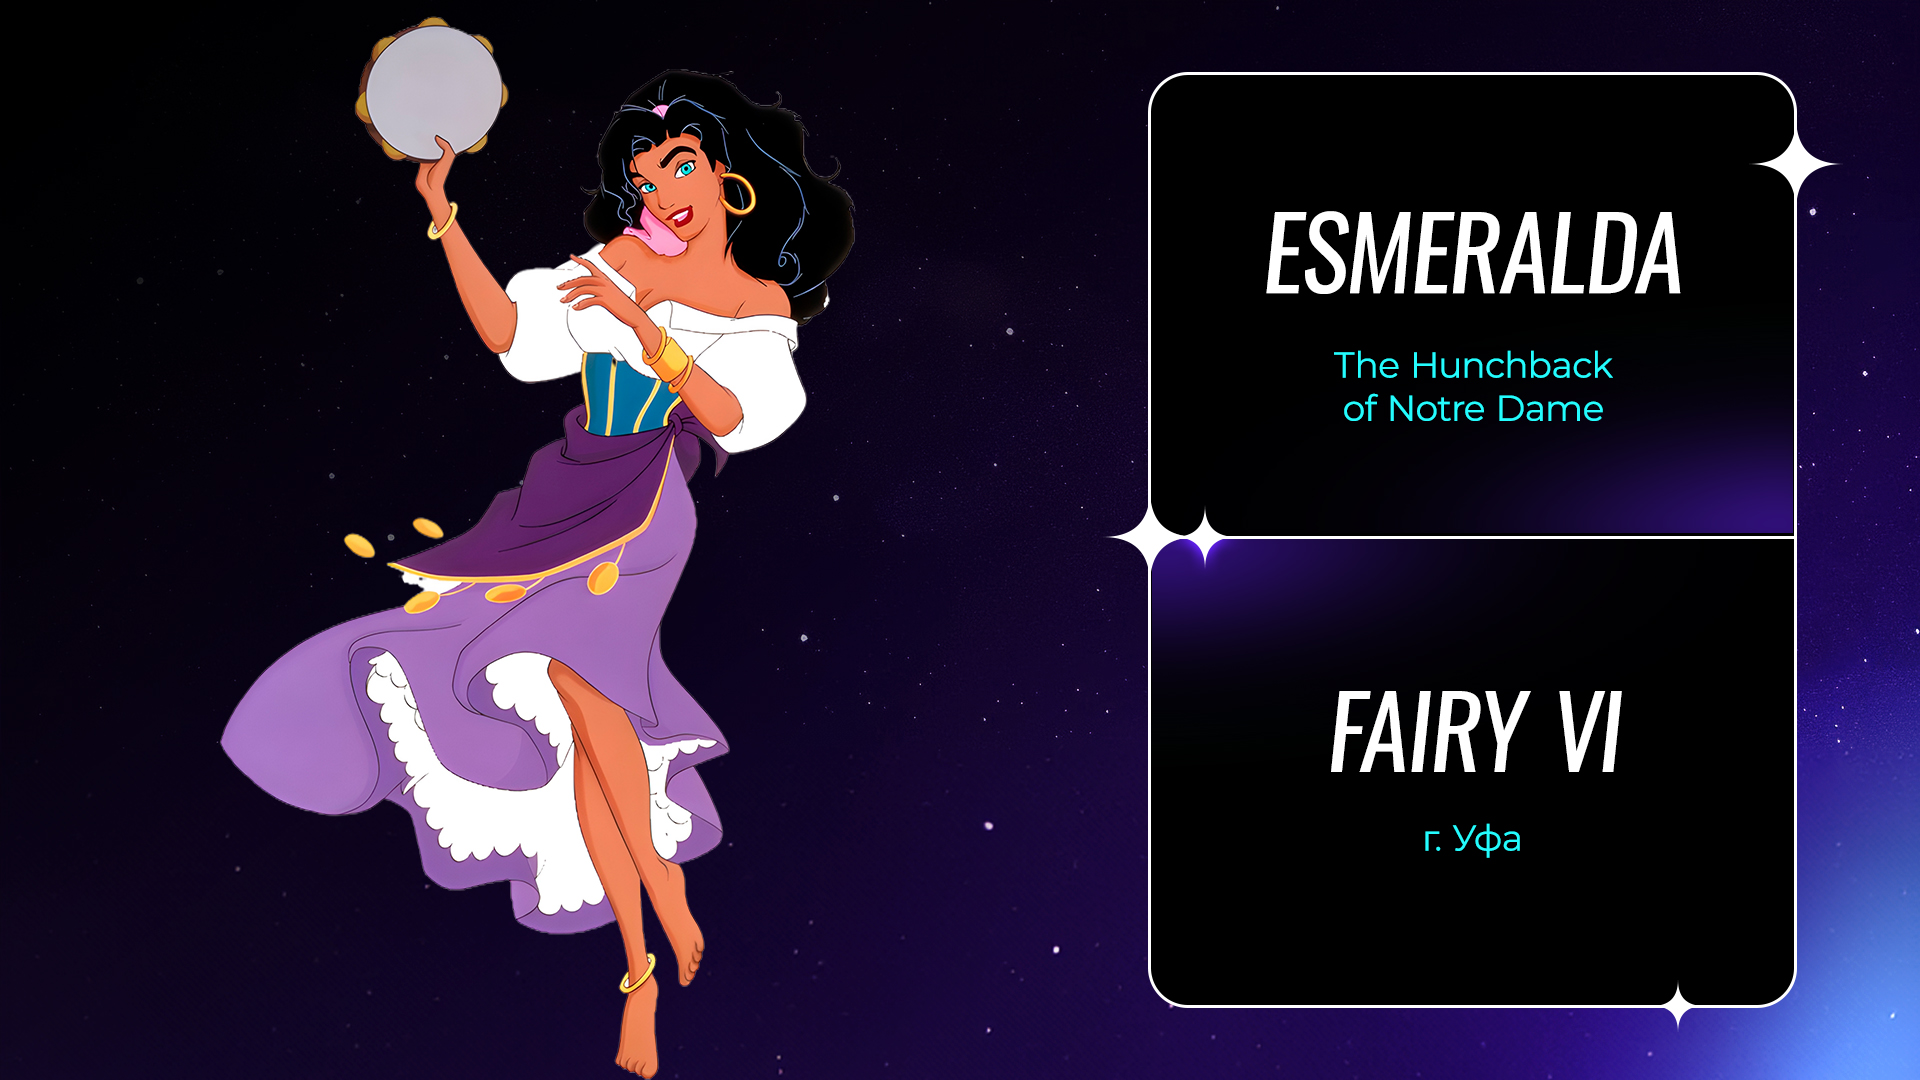 ESMERALDA
The Hunchback
of Notre Dame
FAIRY VI
г. Уфа